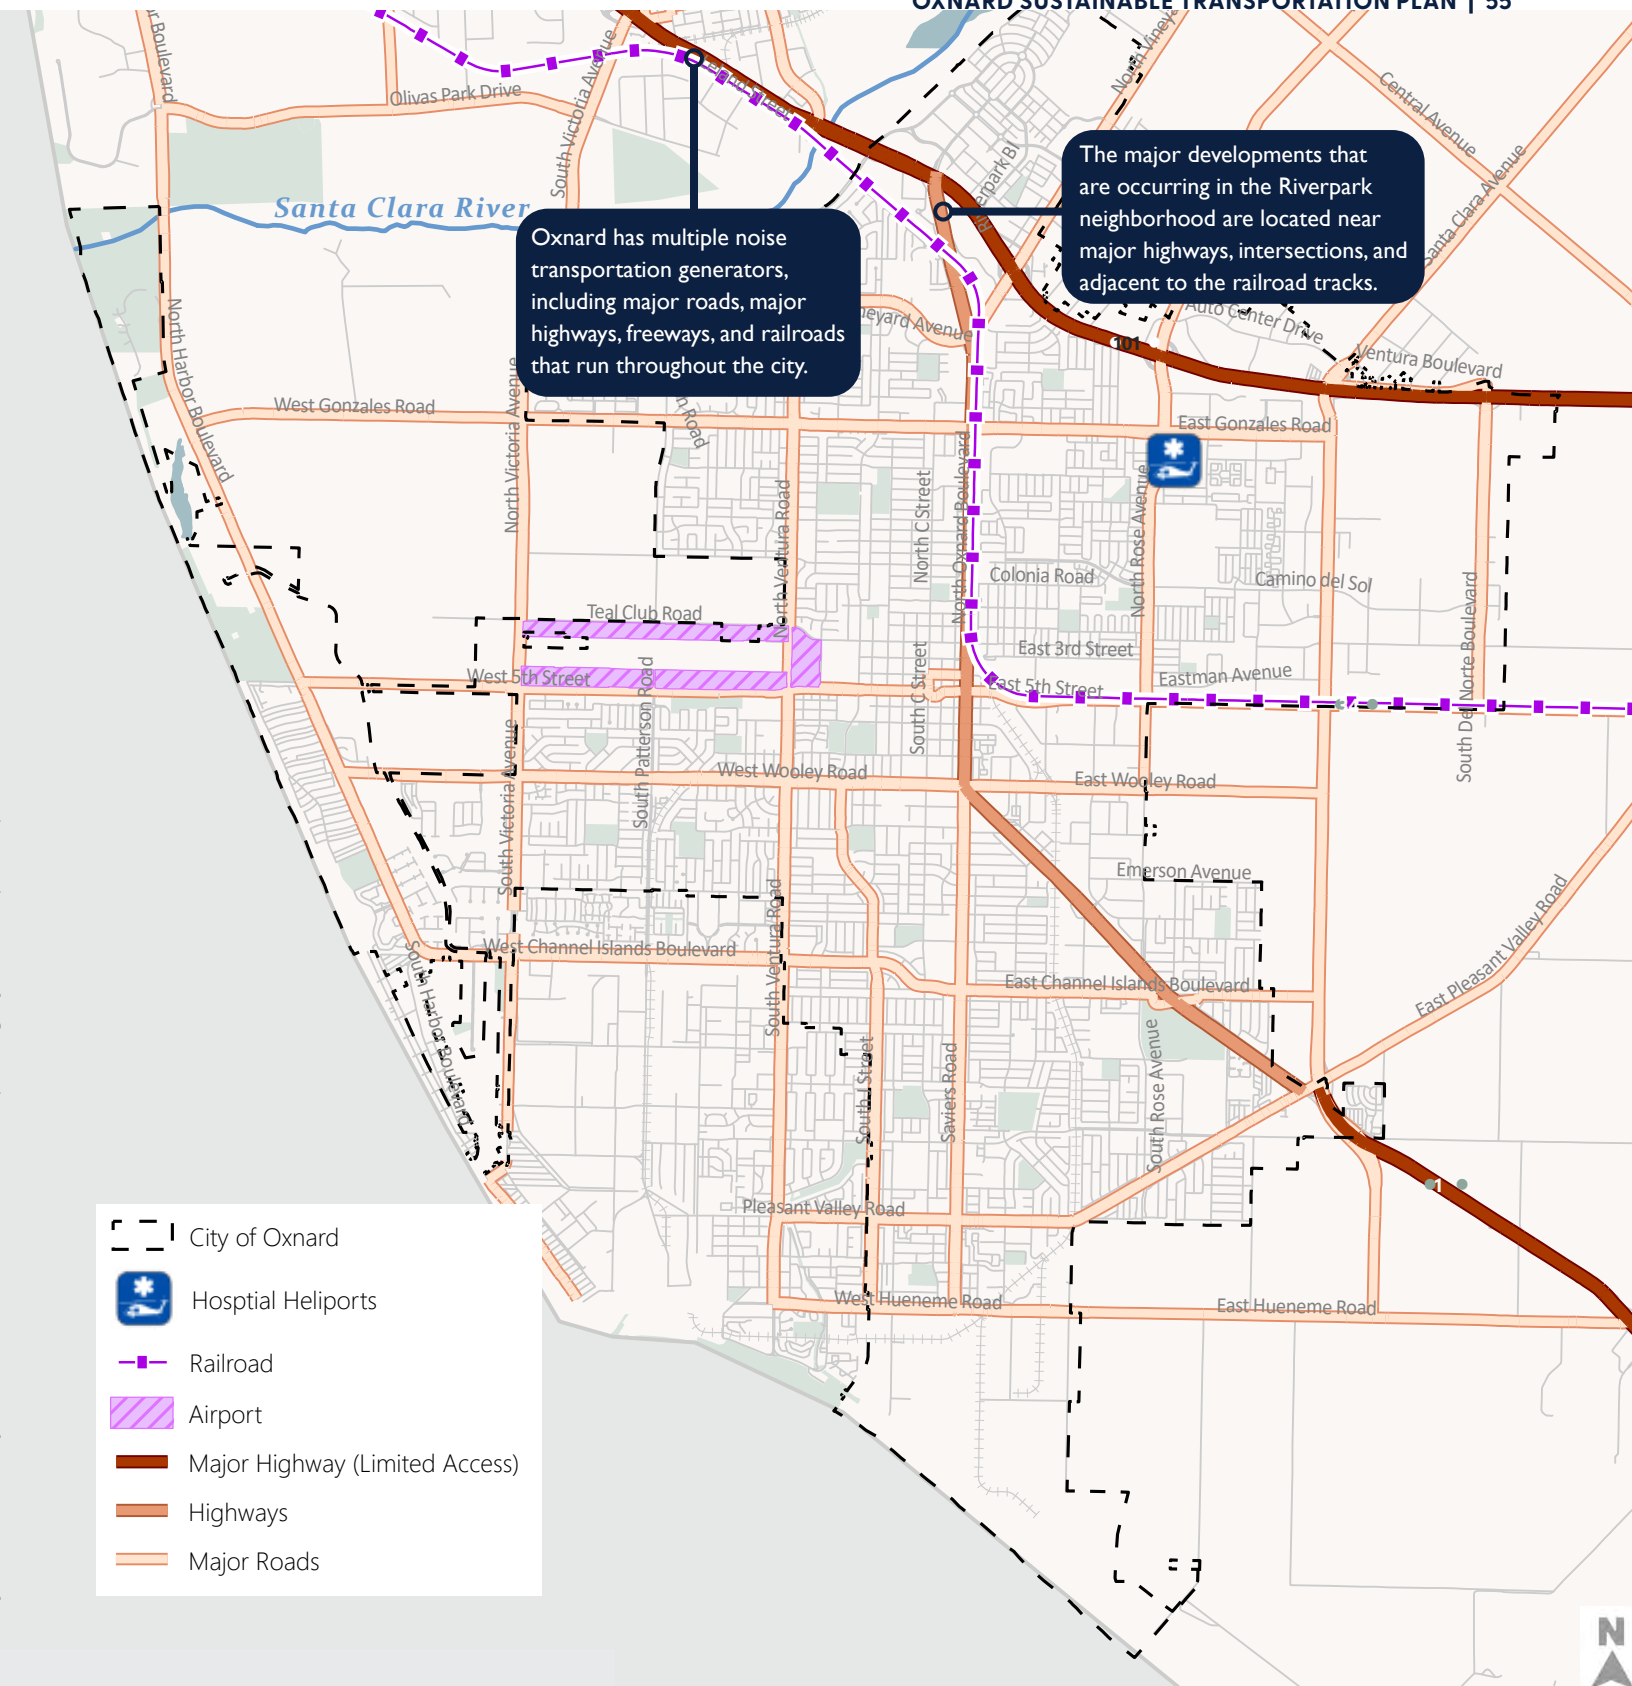 OXNARD SUSTAINABLE TRANSPORTATION PLAN | 55
Olivas Park Drive
South Victoria Avenue
Central Avenue
Santa Clara Avenue
Santa Clara River
Oxnard has multiple noise
transportation generators,
including major roads, major
highways, freeways, and railroads
that run throughout the city.
The major developments that
are occurring in the Riverpark
neighborhood are located near
major highways, intersections, and
adjacent to the railroad tracks.
Auto Center Drive
101
Ventura Boulevard
North Harbor Boulevard
West Gonzales Road
East Gonzales Road
North Victoria Avenue
North Ventura Road
North C Street
North Oxnard Boulevard
North Rose Avenue
Colonia Road
Camino del Sol
Teal Club Road
East 3rd Street
Eastman Avenue
West 5th Street
East 5th Street
34
South Patterson Road
South C Street
South Del Norte Boulevard
West Wooley Road
East Wooley Road
South Victoria Avenue
Emerson Avenue
East Pleasant Valley Road
West Channel Islands Boulevard
East Channel Islands Boulevard
South Harbor Boulevard
South Ventura Road
South J Street
Saviers Road
South Rose Avenue
1
Pleasant Valley Road
West Hueneme Road
East Hueneme Road
City of Oxnard
Hosptial Heliports
Railroad
Airport
Major Highway (Limited Access)
Highways
Major Roads
N